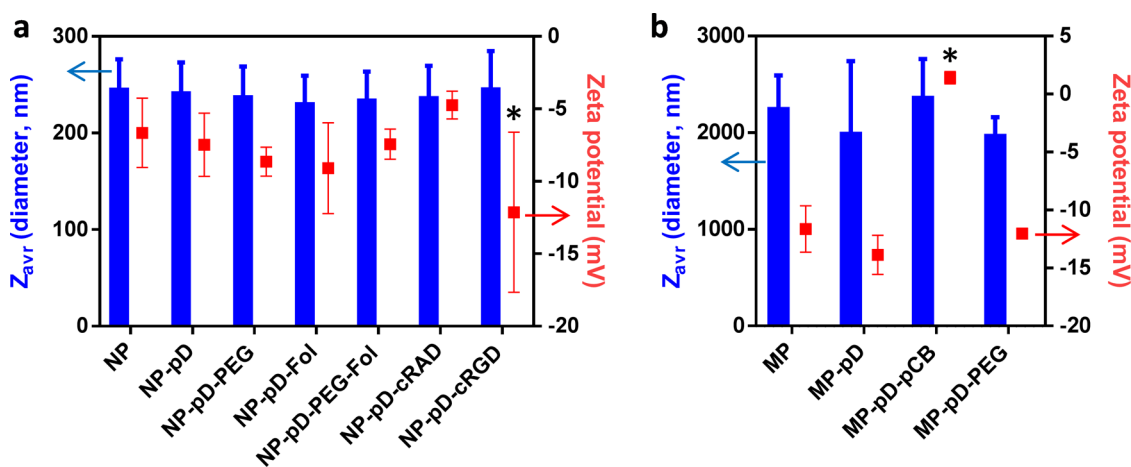 a
300
200
100
0
Zavr (diameter, nm)
0
-5
-10
-15
-20
Zeta potential (mV)
*
NP
NP-pD
NP-pD-PEG
NP-pD-Fol
NP-pD-PEG-Fol
NP-pD-cRAD
NP-pD-cRGD
b
3000
2000
1000
0
Zavr (diameter, nm)
5
0
-5
-10
-15
-20
Zeta potential (mV)
*
MP
MP-pD
MP-pD-pCB
MP-pD-PEG